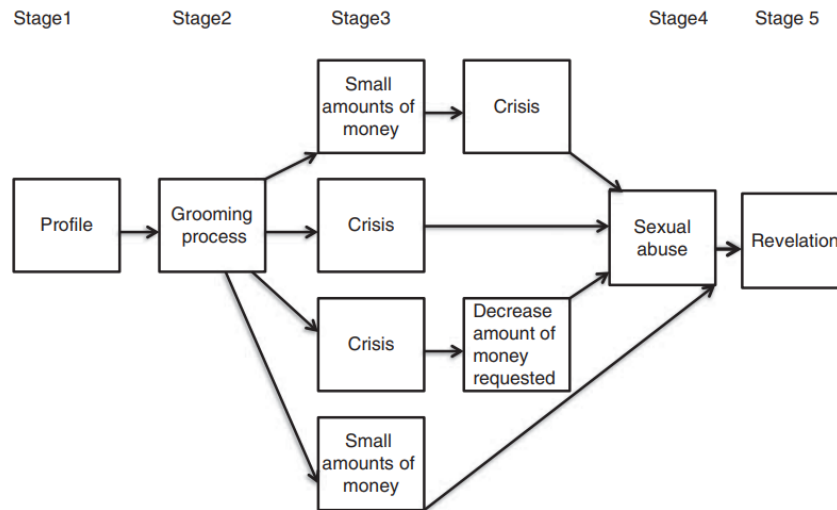 Stage1
Stage2
Stage3
Stage4
Stage 5
Small
amounts of
money
Crisis
Profile
Grooming
process
Crisis
Sexual
abuse
Revelation
Crisis
Decrease
amount of
money
requested
Small
amounts of
money